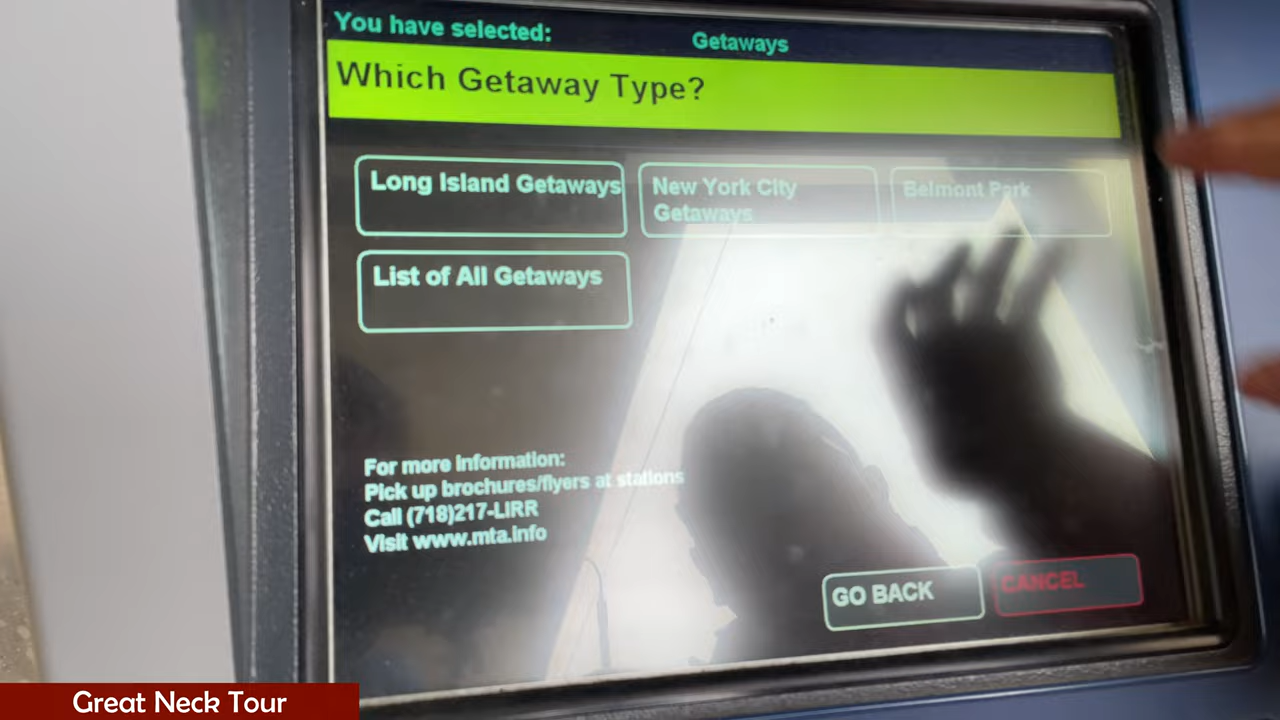 You have selected: Getaways
Which Getaway Type?
Long Island Getaways
New York City
Getaways
Belmont Park
List of All Getaways
For more information:
Pick up brochures/flyers at stations
Call (718)217-LIRR
Visit www.mta.info
GO BACK
CANCEL
Great Neck Tour